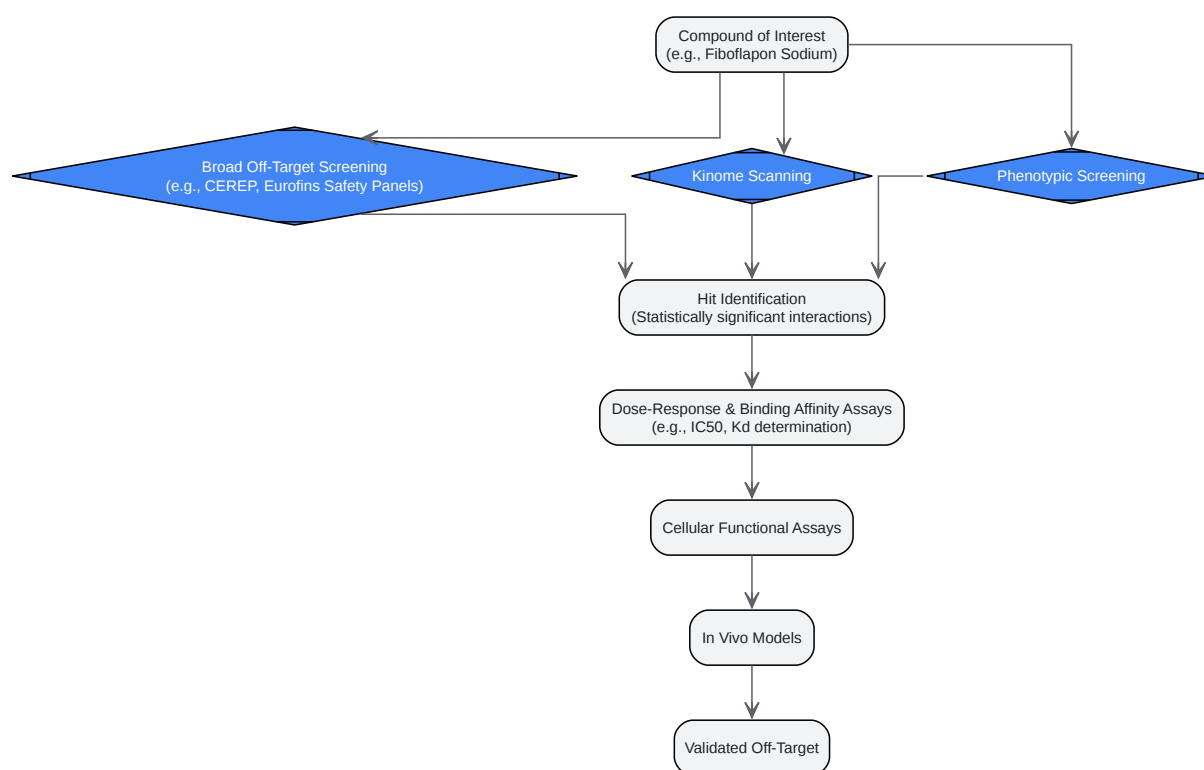 Compound of Interest
(e.g., Fiboflapon Sodium)
Broad Off-Target Screening
(e.g., CEREP, Eurofins Safety Panels)
Kinome Scanning
Phenotypic Screening
Hit Identification
(Statistically significant interactions)
Dose-Response & Binding Affinity Assays
(e.g., IC50, Kd determination)
Cellular Functional Assays
In Vivo Models
Validated Off-Target